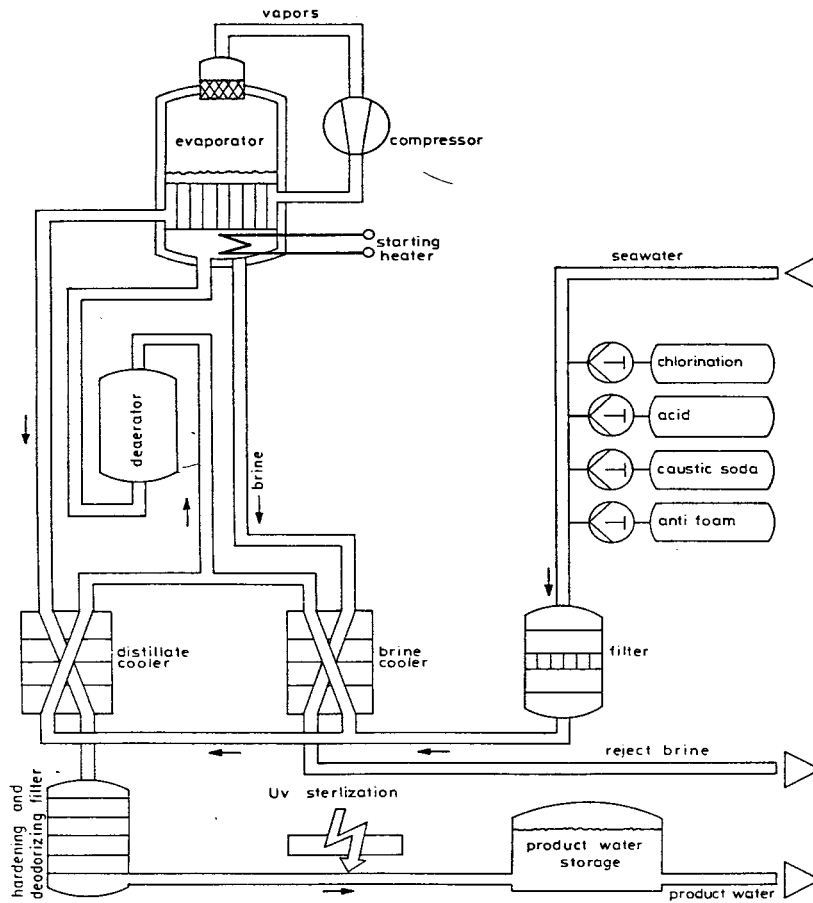 vapors
evaporator
compressor
starting
heater
seawater
chlorination
acid
caustic soda
anti foam
deaerator
brine
distillate
cooler
brine
cooler
filter
reject brine
hardening and
deodorizing filter
Uv sterlization
product water
storage
product water